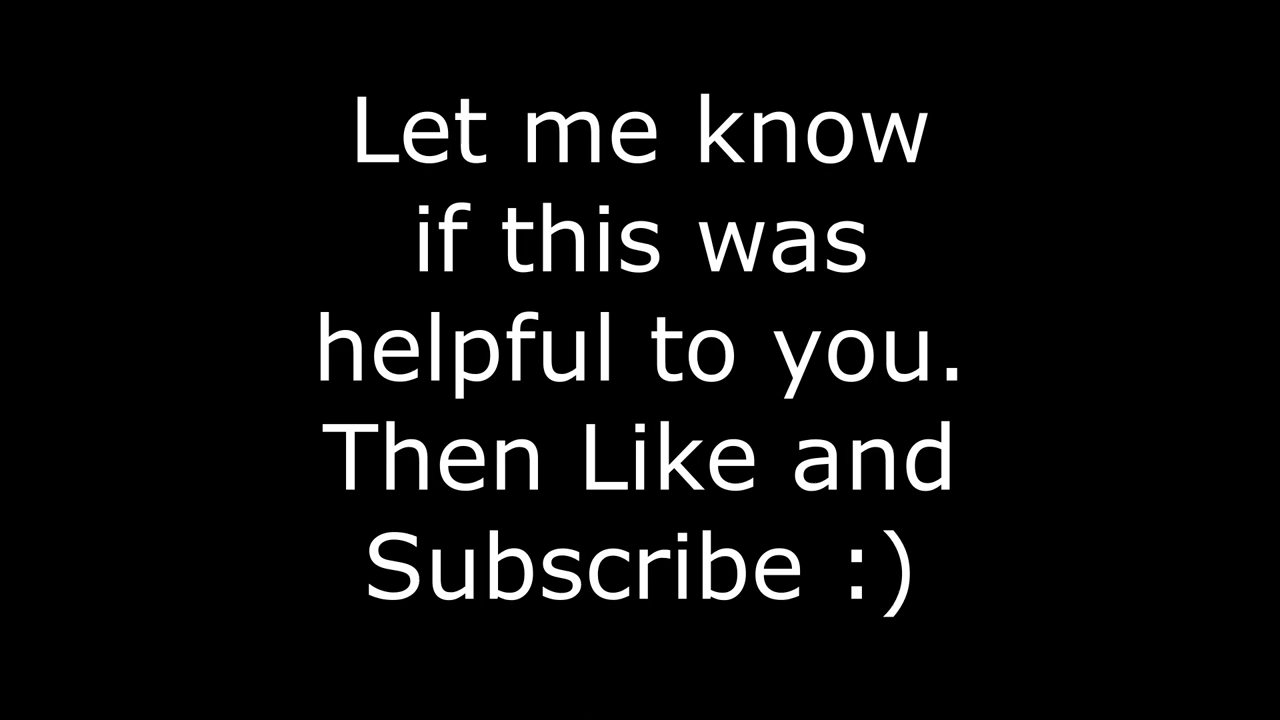 Let me know
if this was
helpful to you.
Then Like and
Subscribe :)